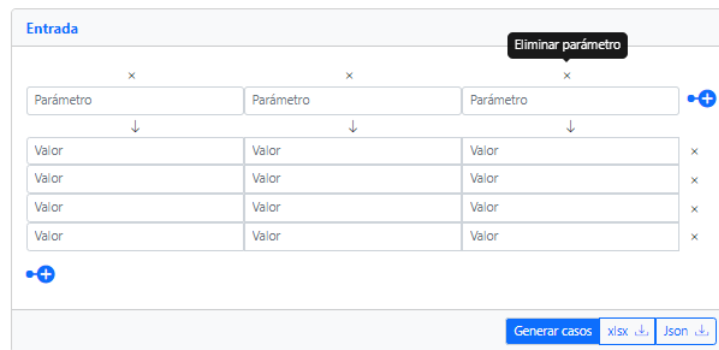 Entrada
Eliminar parámetro
× × ×
Parámetro Parámetro Parámetro
↓ ↓ ↓
Valor Valor Valor ×
Valor Valor Valor ×
Valor Valor Valor ×
Valor Valor Valor ×
Generar casos xlsx Json